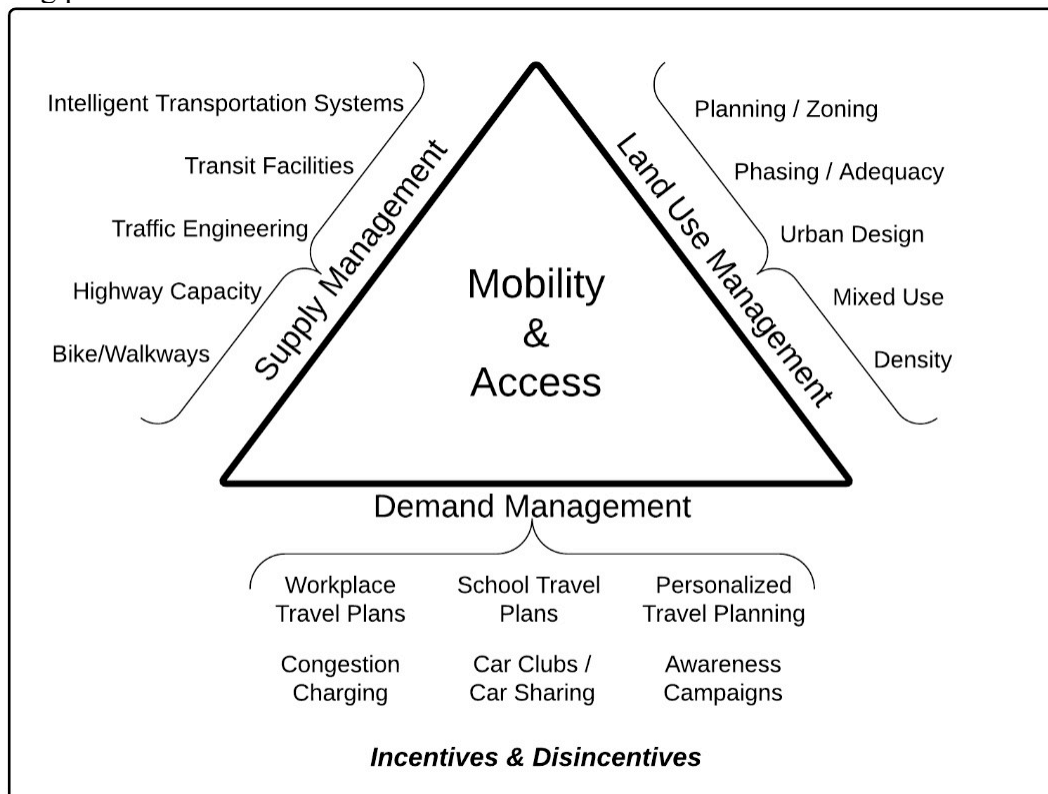 Intelligent Transportation Systems
Transit Facilities
Traffic Engineering
Highway Capacity
Bike/Walkways
Supply Management
Planning / Zoning
Phasing / Adequacy
Urban Design
Mixed Use
Density
Land Use Management
Mobility
&
Access
Demand Management
Workplace
Travel Plans
School Travel
Plans
Personalized
Travel Planning
Congestion
Charging
Car Clubs /
Car Sharing
Awareness
Campaigns
Incentives & Disincentives